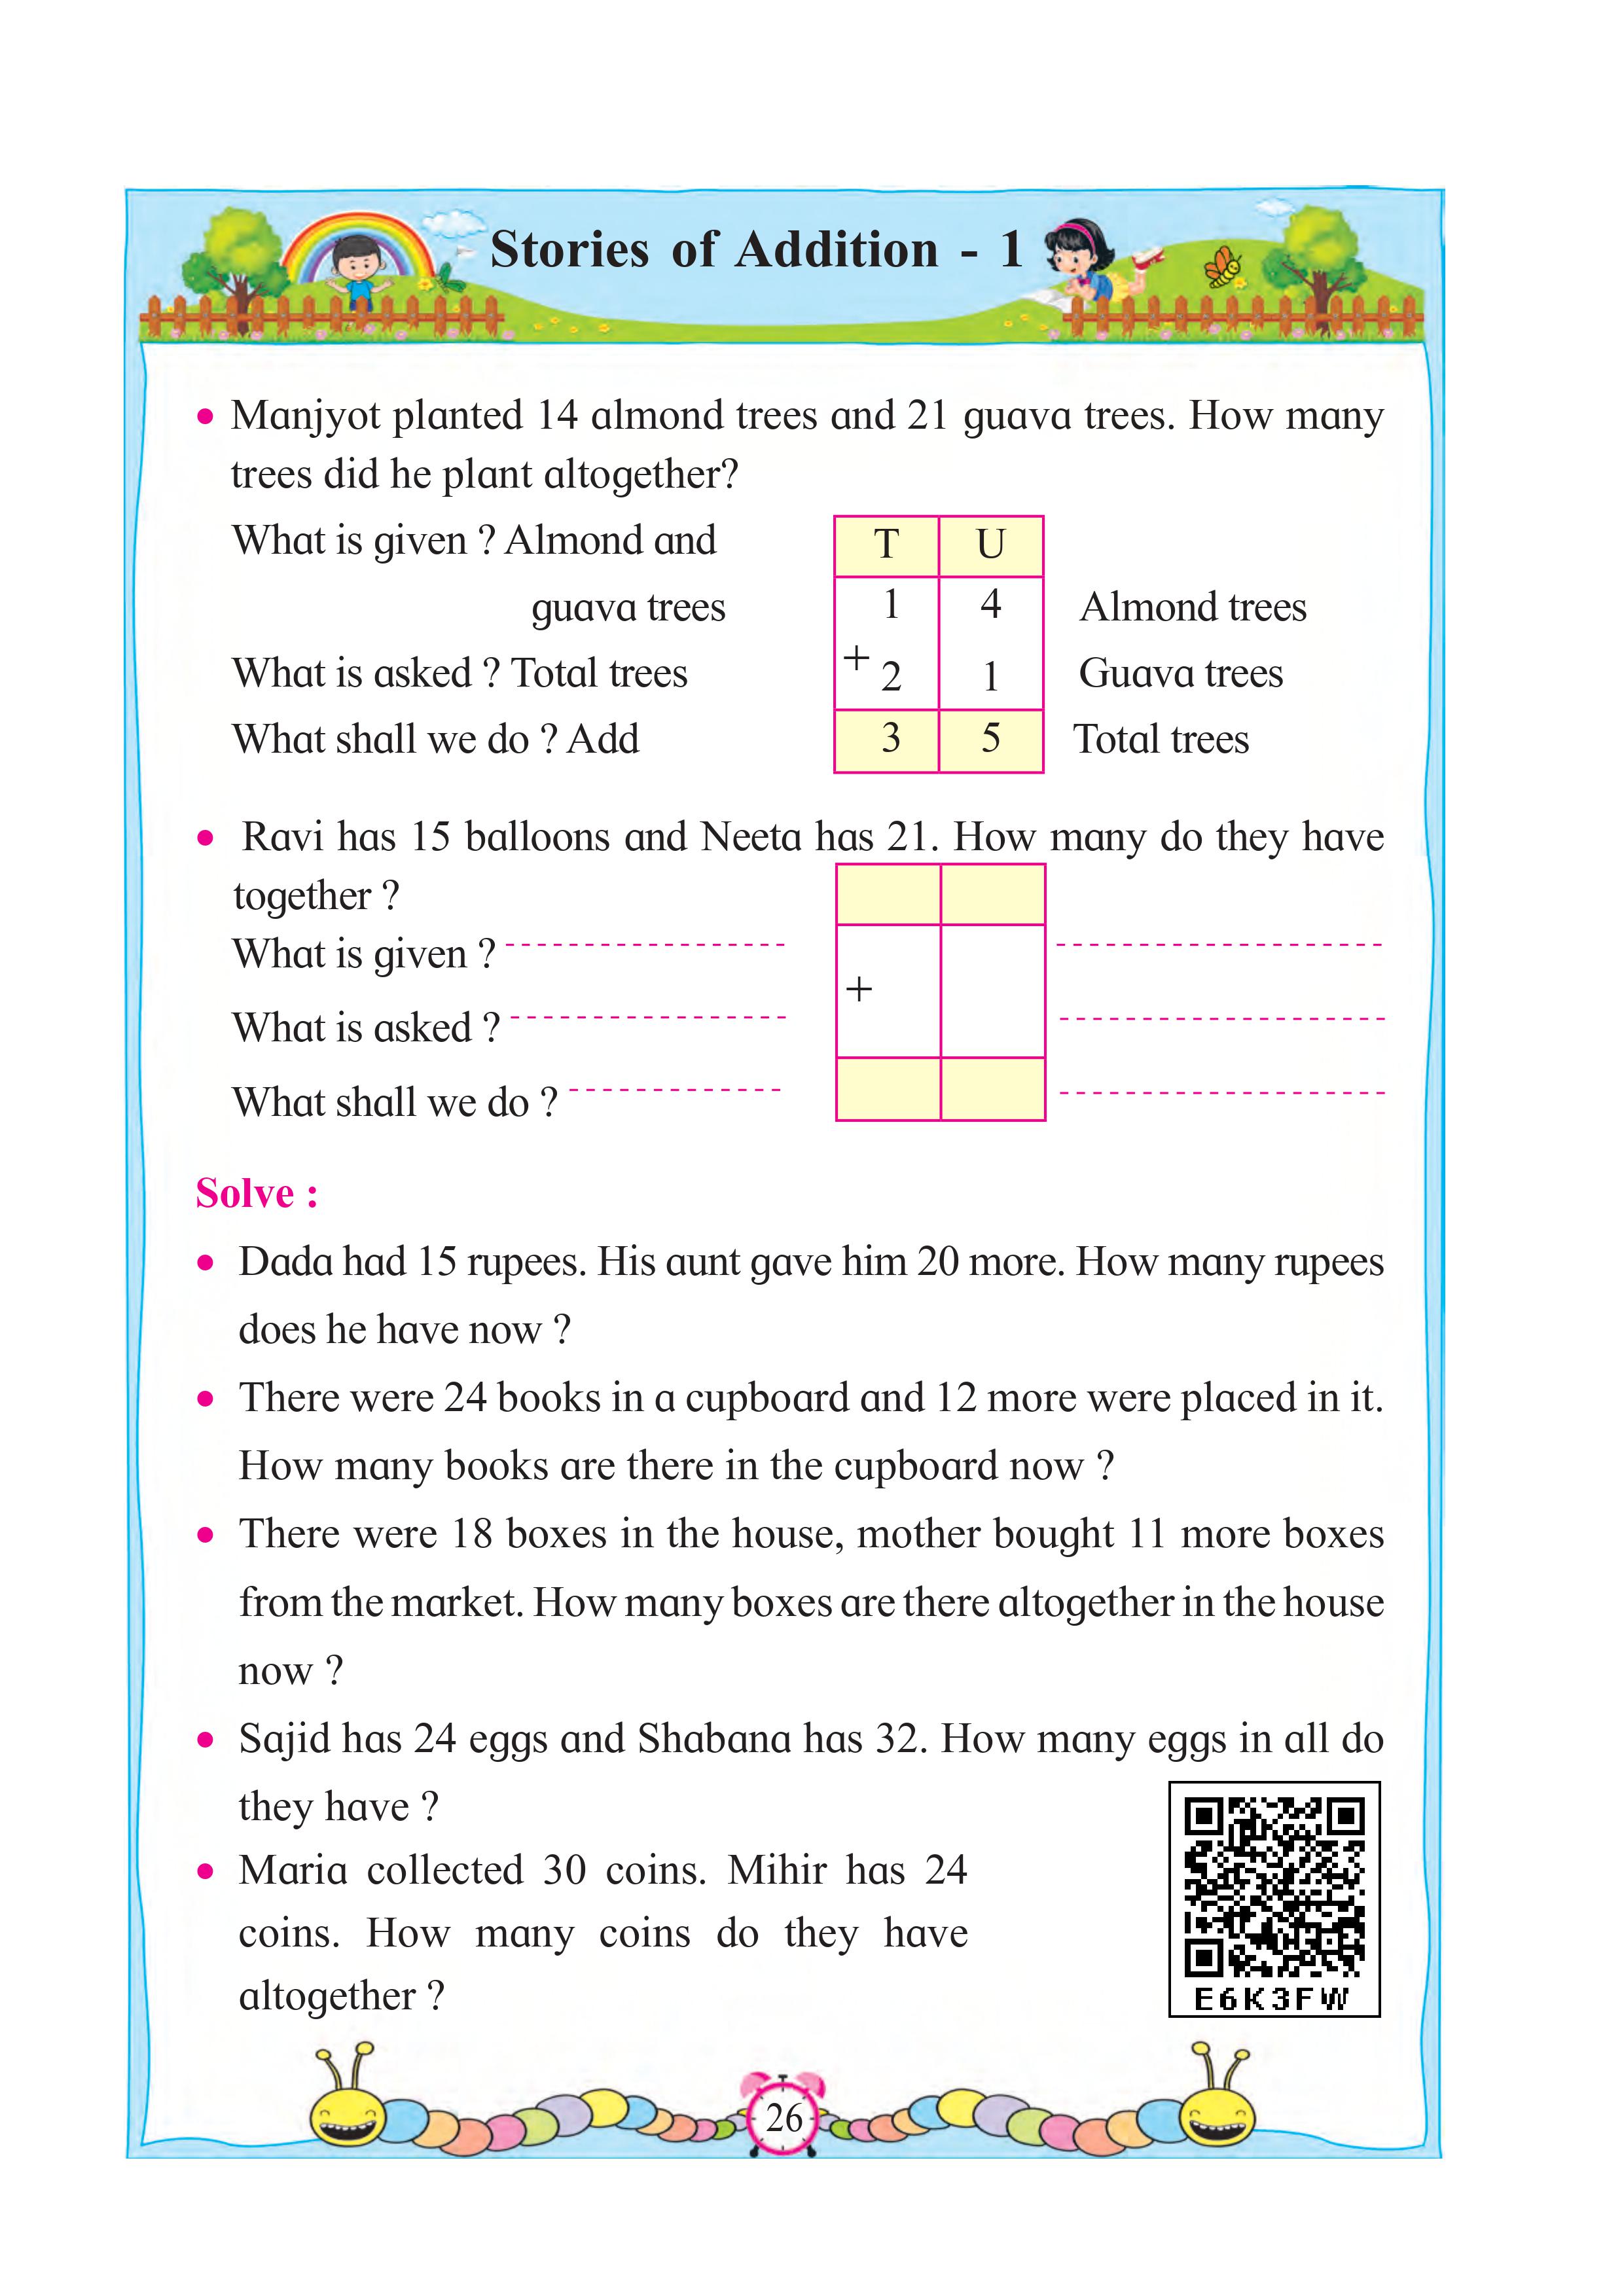 Stories of Addition - 1
• Manjyot planted 14 almond trees and 21 guava trees. How many
trees did he plant altogether?
What is given ? Almond and
guava trees
What is asked ? Total trees
What shall we do ? Add
T U
1 4 Almond trees
+
2 1 Guava trees
3 5 Total trees
• Ravi has 15 balloons and Neeta has 21. How many do they have
together ?
What is given ?
What is asked ?
What shall we do ?
+
Solve :
• Dada had 15 rupees. His aunt gave him 20 more. How many rupees
does he have now ?
• There were 24 books in a cupboard and 12 more were placed in it.
How many books are there in the cupboard now ?
• There were 18 boxes in the house, mother bought 11 more boxes
from the market. How many boxes are there altogether in the house
now ?
• Sajid has 24 eggs and Shabana has 32. How many eggs in all do
they have ?
• Maria collected 30 coins. Mihir has 24
coins. How many coins do they have
altogether ?
E6K3FW
26